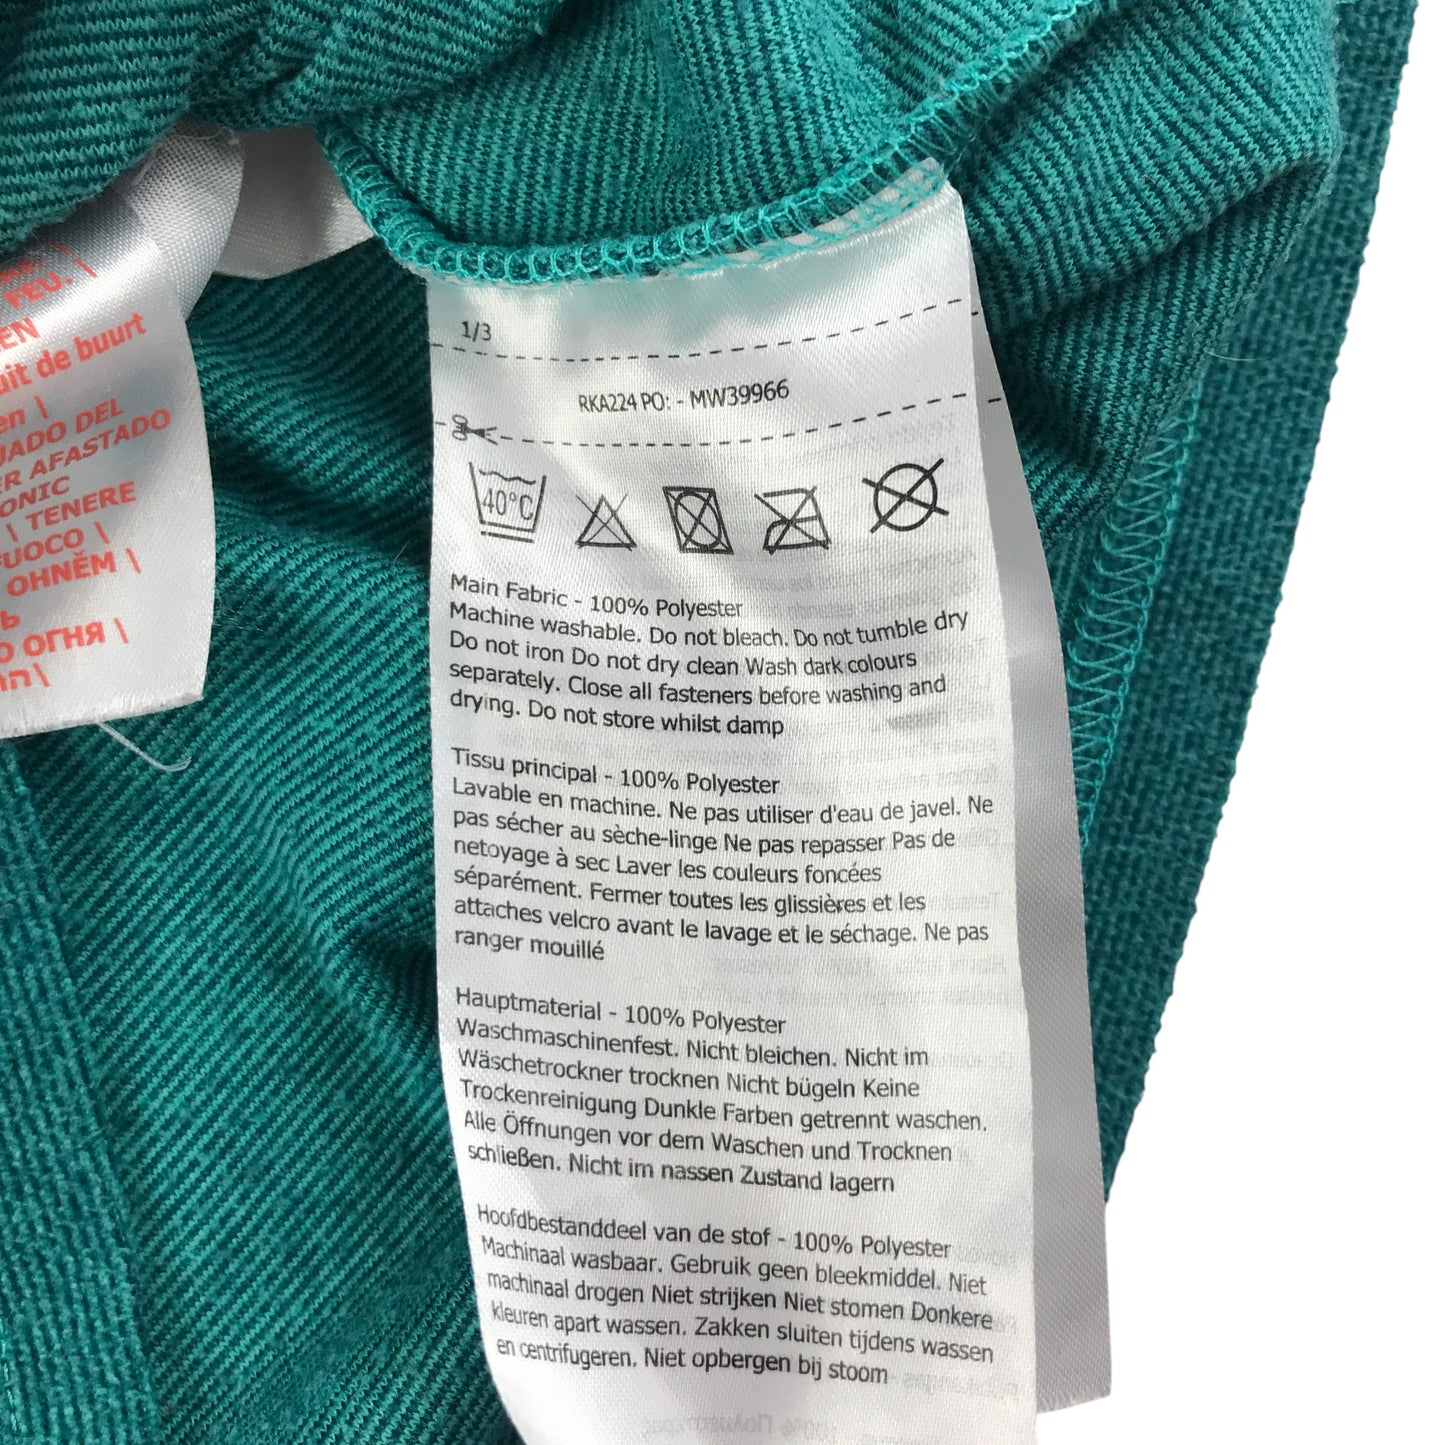 FEU. \
EN
uit de buurt
en \
JADO DEL
ER AFASTADO
ONIC
\ TENERE
FUOCO \
OHNĚM \
Ь
О ОГНЯ \
1/3
RKA224 PO: - MW39966
40°C
Main Fabric - 100% Polyester
Machine washable. Do not bleach. Do not tumble dry
Do not iron Do not dry clean Wash dark colours
separately. Close all fasteners before washing and
drying. Do not store whilst damp
Tissu principal - 100% Polyester
Lavable en machine. Ne pas utiliser d'eau de javel. Ne
pas sécher au sèche-linge Ne pas repasser Pas de
netoyage à sec Laver les couleurs foncées
séparément. Fermer toutes les glissières et les
attaches velcro avant le lavage et le séchage. Ne pas
ranger mouillé
Hauptmaterial - 100% Polyester
Waschmaschinenfest. Nicht bleichen. Nicht im
Wäschetrockner trocknen Nicht bügeln Keine
Trockenreinigung Dunkle Farben getrennt waschen.
Alle Öffnungen vor dem Waschen und Trocknen
schließen. Nicht im nassen Zustand lagern
Hoofdbestanddeel van de stof - 100% Polyester
Machinaal wasbaar. Gebruik geen bleekmiddel. Niet
machinaal drogen Niet strijken Niet stomen Donkere
kleuren apart wassen. Zakken sluiten tijdens wassen
en centrifugeren. Niet opbergen bij stoom